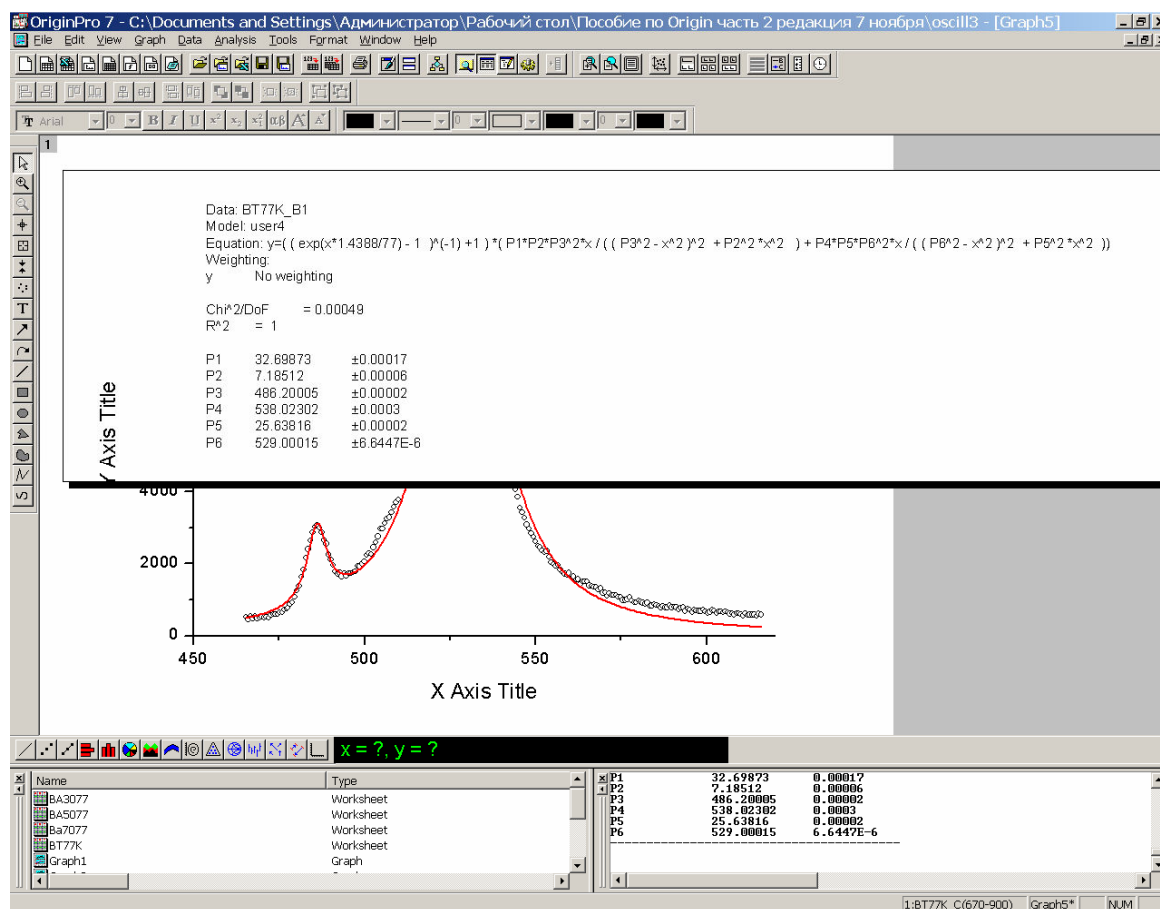 OriginPro 7 - C:\Documents and Settings\Администратор\Рабочий стол\Пособие по Origin часть 2 редакция 7 ноября\oscill3 - [Graph5]
File Edit View Graph Data Analysis Tools Format Window Help
Arial 0 B I U x² x₂ x₁² αβ A A 0 0
1
Data: BT77K_B1
Model: user4
Equation: y=( ( exp(x*1.4388/77) - 1 )^(-1) +1 ) *( P1*P2*P3^2*x / ( ( P3^2 - x^2 )^2 + P2^2 *x^2 ) + P4*P5*P6^2*x / ( ( P6^2 - x^2 )^2 + P5^2 *x^2 ))
Weighting:
y No weighting
Chi^2/DoF = 0.00049
R^2 = 1
P1 32.69873 ±0.00017
P2 7.18512 ±0.00006
P3 486.20005 ±0.00002
P4 538.02302 ±0.0003
P5 25.63816 ±0.00002
P6 529.00015 ±6.6447E-6
Y Axis Title
4000
2000
0
450 500 550 600
X Axis Title
x = ?, y = ?
Name Type
BA3077 Worksheet
BA5077 Worksheet
Ba7077 Worksheet
BT77K Worksheet
Graph1 Graph
P1 32.69873 0.00017
P2 7.18512 0.00006
P3 486.20005 0.00002
P4 538.02302 0.0003
P5 25.63816 0.00002
P6 529.00015 6.6447E-6
1:BT77K_C(670-900) Graph5* NUM